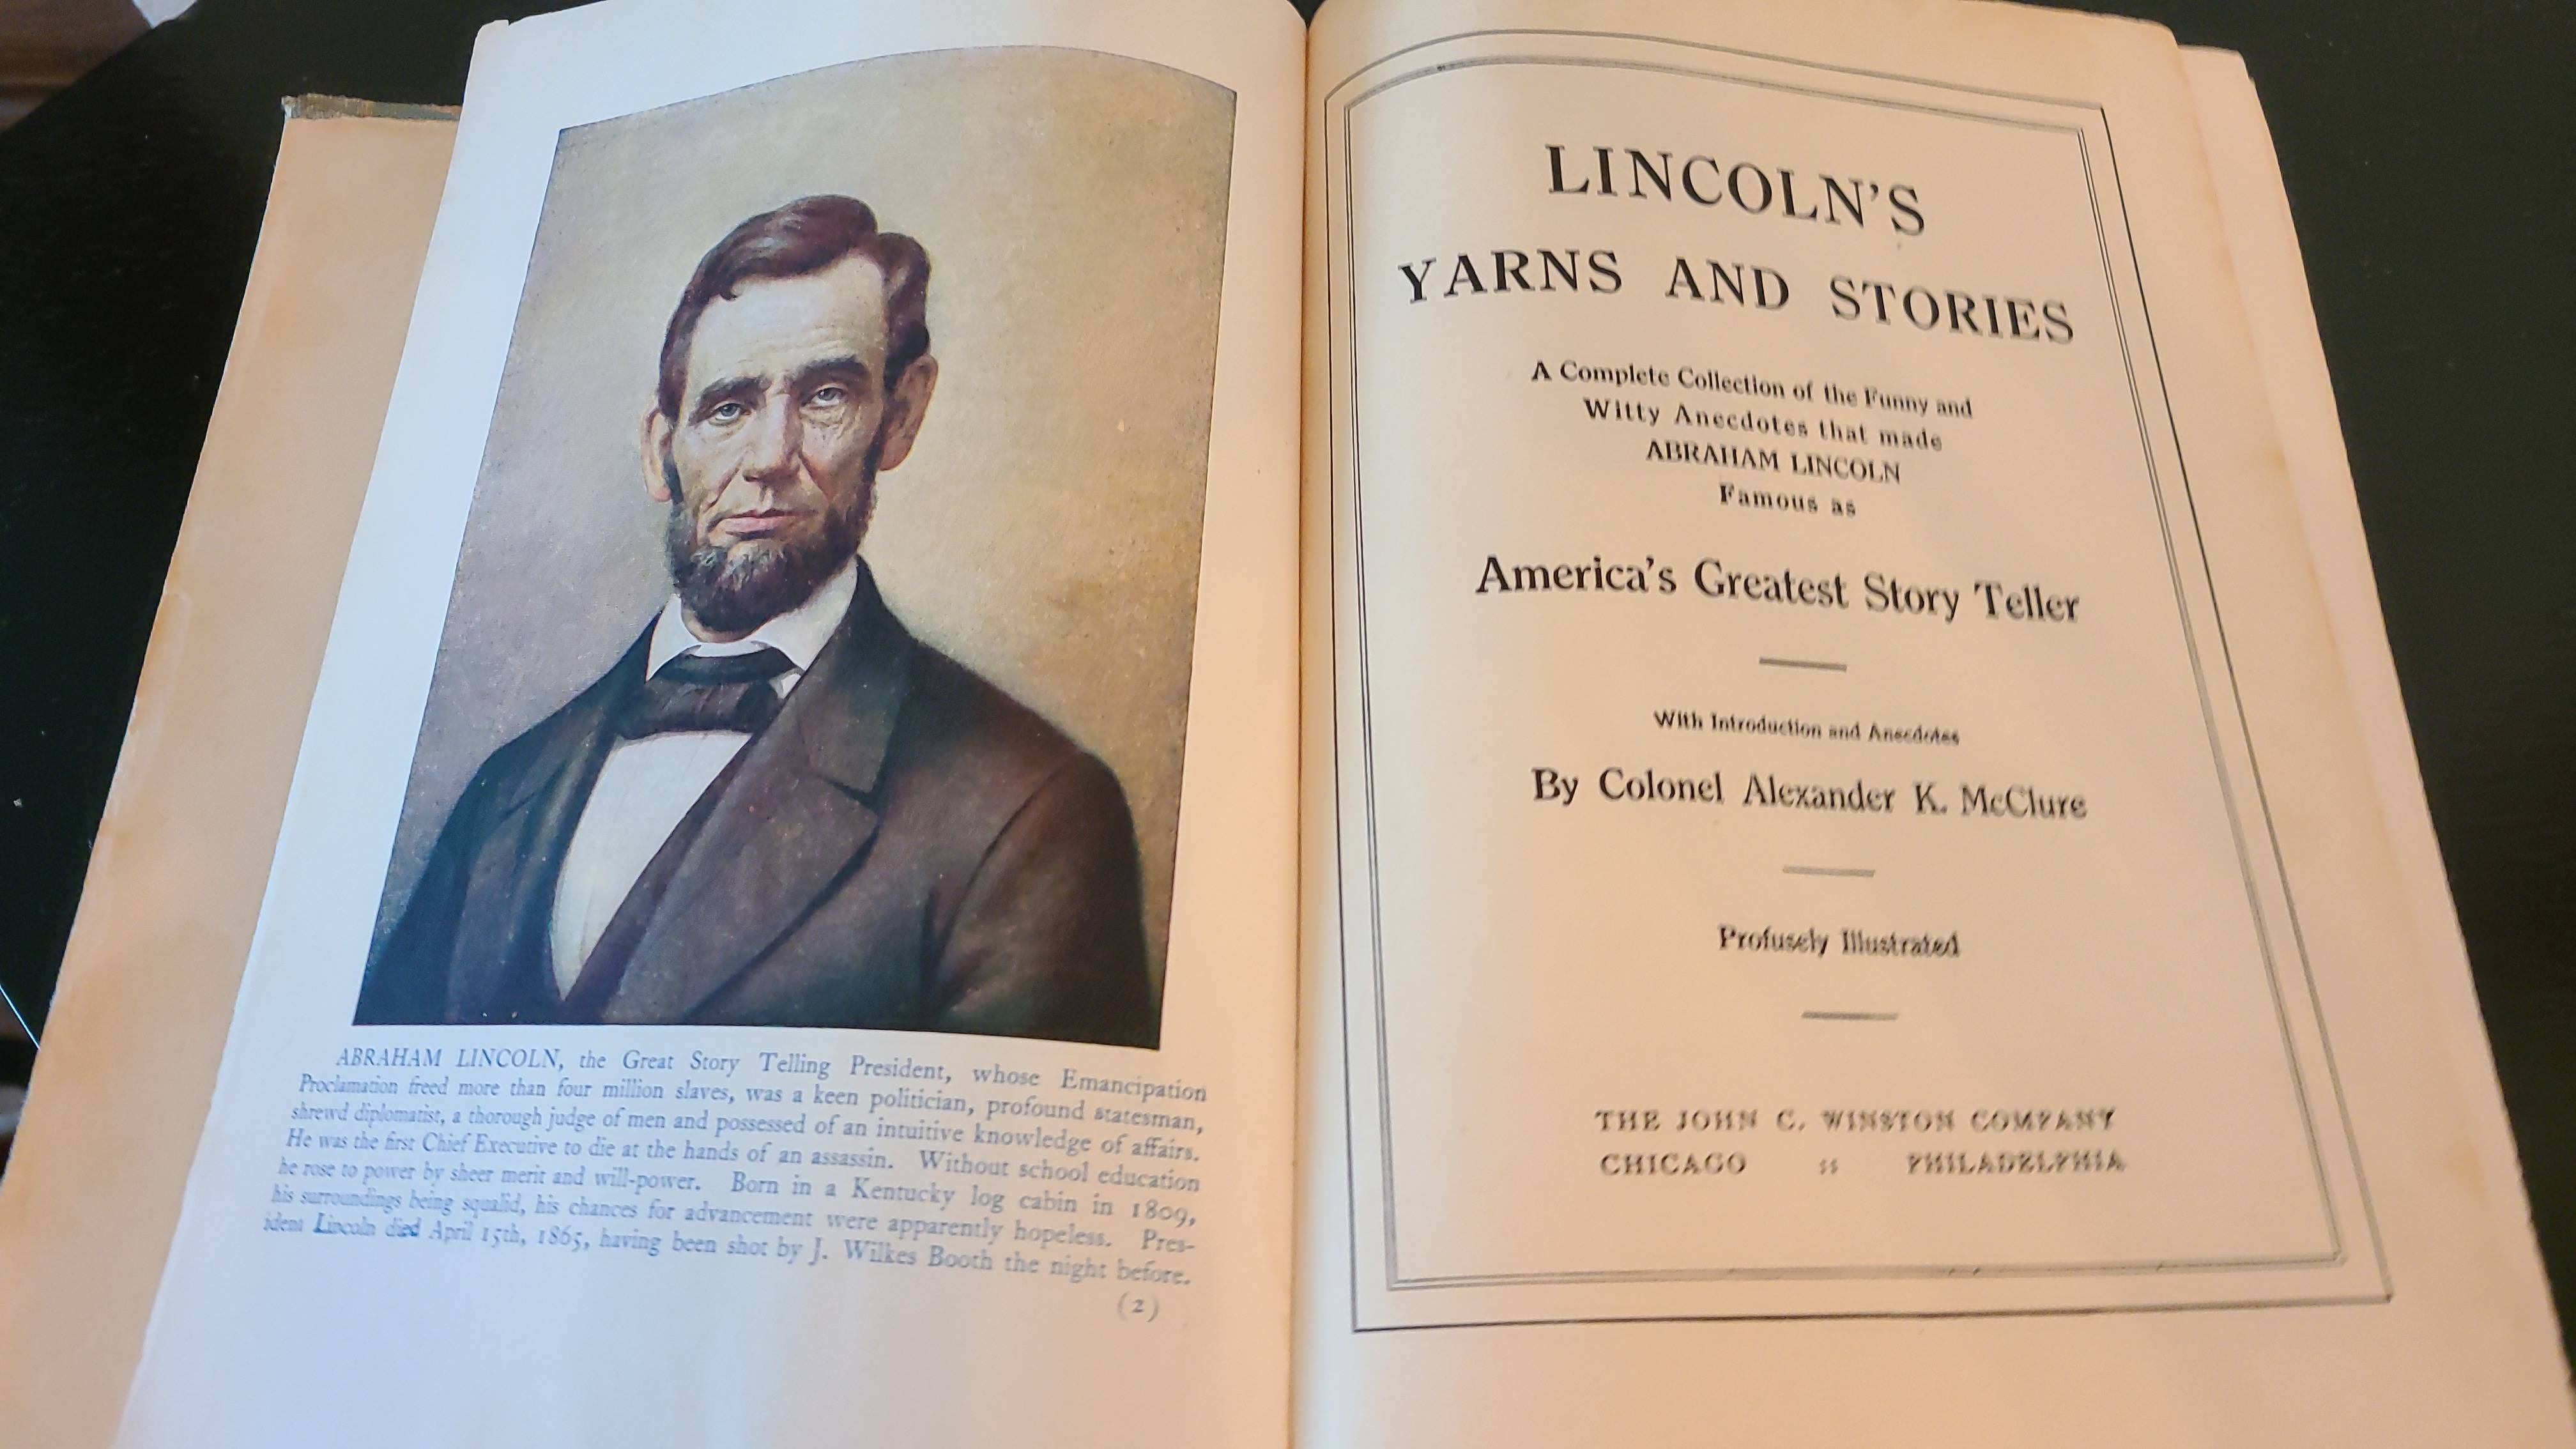 ABRAHAM LINCOLN, the Great Story Telling President, whose Emancipation
Proclamation freed more than four million slaves, was a keen politician, profound statesman,
shrewd diplomatist, a thorough judge of men and possessed of an intuitive knowledge of affairs.
He was the first Chief Executive to die at the hands of an assassin. Without school education
he rose to power by sheer merit and will-power. Born in a Kentucky log cabin in 1809,
his surroundings being squalid, his chances for advancement were apparently hopeless. Pres-
ident Lincoln died April 15th, 1865, having been shot by J. Wilkes Booth the night before.
(2)
LINCOLN'S
YARNS AND STORIES
A Complete Collection of the Funny and
Witty Anecdotes that made
ABRAHAM LINCOLN
Famous as
America's Greatest Story Teller
With Introduction and Anecdotes
By Colonel Alexander K. McClure
Profusely Illustrated
THE JOHN C. WINSTON COMPANY
CHICAGO :: PHILADELPHIA